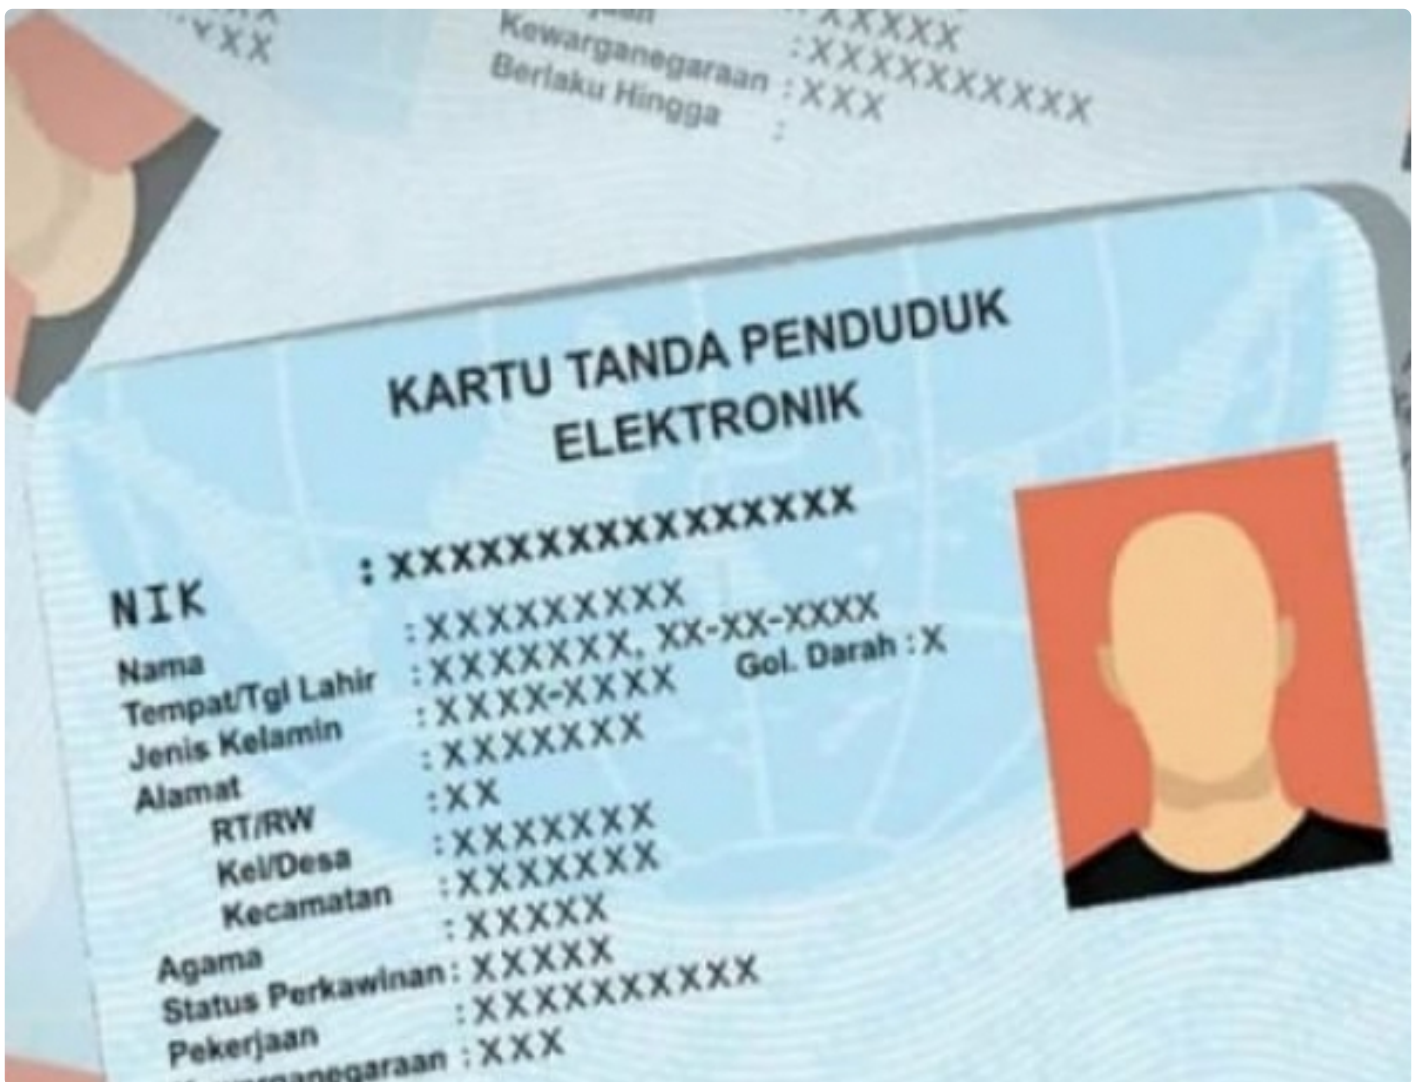 YXX
Kewarganegaraan : XXX
Berlaku Hingga :
: XXXXXXXXXX
KARTU TANDA PENDUDUK
ELEKTRONIK
NIK : XXXXXXXXXXXXXXXX
Nama : XXXXXXXXX
Tempat/Tgl Lahir : XXXXXXX, XX-XX-XXXX
Jenis Kelamin : XXXX-XXXX Gol. Darah : X
Alamat : XXXXXXX
RT/RW : XX
Kel/Desa : XXXXXXX
Kecamatan : XXXXXXX
Agama : XXXXX
Status Perkawinan : XXXXX
Pekerjaan : XXXXXXXXXX
Kewarganegaraan : XXX